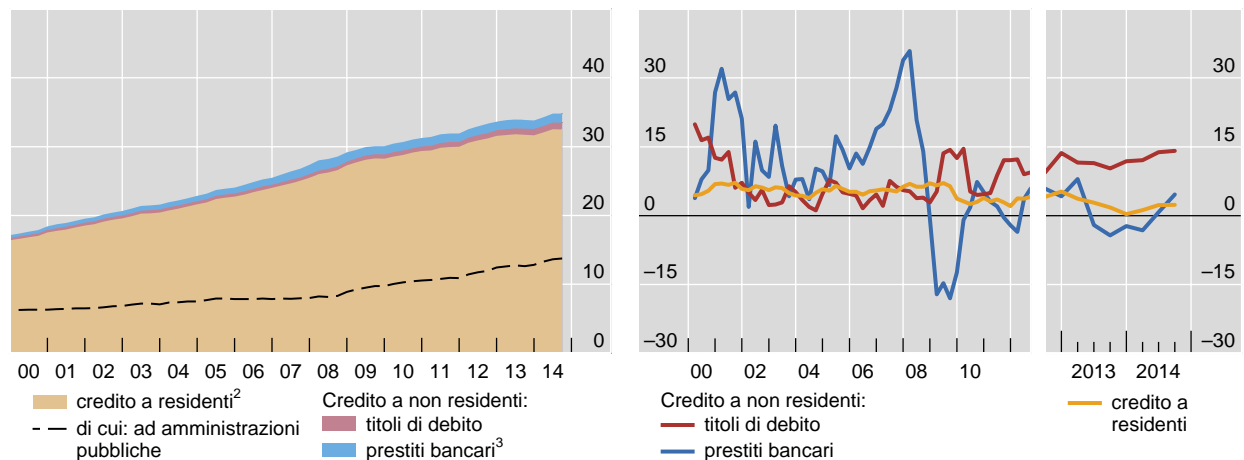 40
30
20
10
0
00 01 02 03 04 05 06 07 08 09 10 11 12 13 14
credito a residenti²
di cui: ad amministrazioni
pubbliche
Credito a non residenti:
titoli di debito
prestiti bancari³
30
15
0
–15
–30
00 02 04 06 08 10
Credito a non residenti:
titoli di debito
prestiti bancari
30
15
0
–15
–30
2013 2014
credito a
residenti